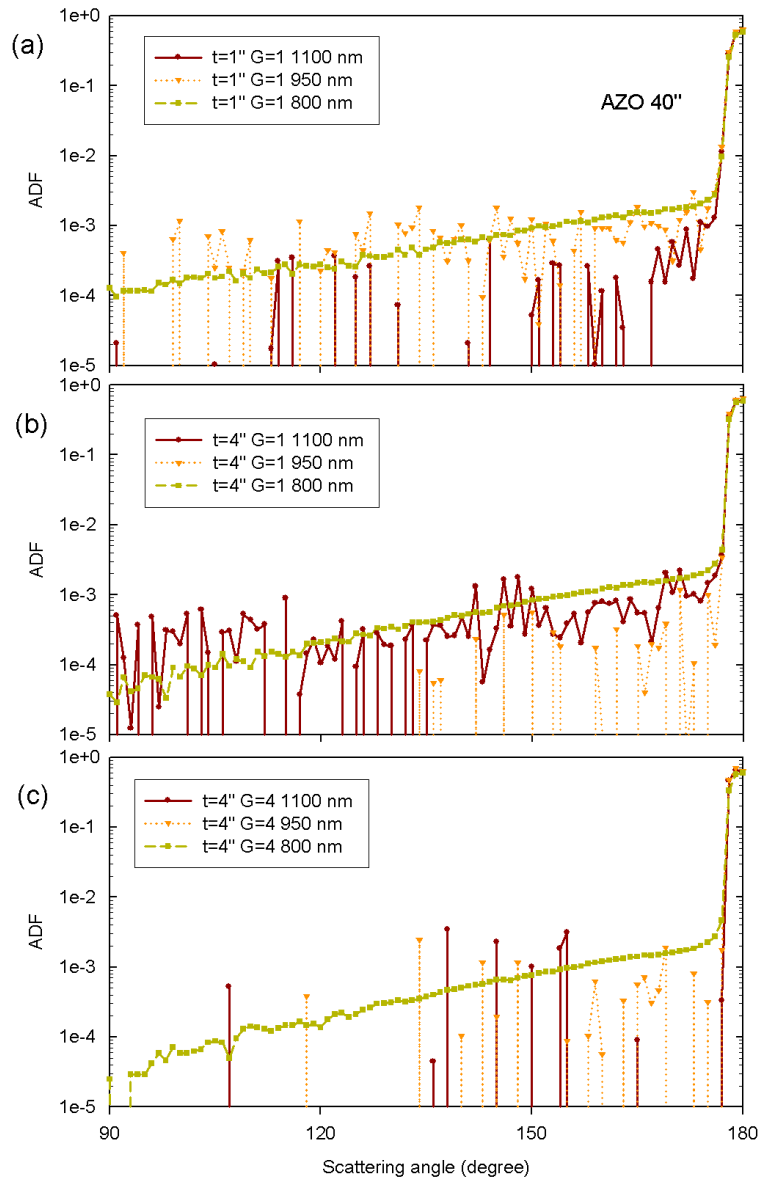 (a)
1e+0
1e-1
1e-2
1e-3
1e-4
1e-5
ADF
t=1" G=1 1100 nm
t=1" G=1 950 nm
t=1" G=1 800 nm
AZO 40"
(b)
1e+0
1e-1
1e-2
1e-3
1e-4
1e-5
ADF
t=4" G=1 1100 nm
t=4" G=1 950 nm
t=4" G=1 800 nm
(c)
1e+0
1e-1
1e-2
1e-3
1e-4
1e-5
ADF
t=4" G=4 1100 nm
t=4" G=4 950 nm
t=4" G=4 800 nm
90 120 150 180
Scattering angle (degree)